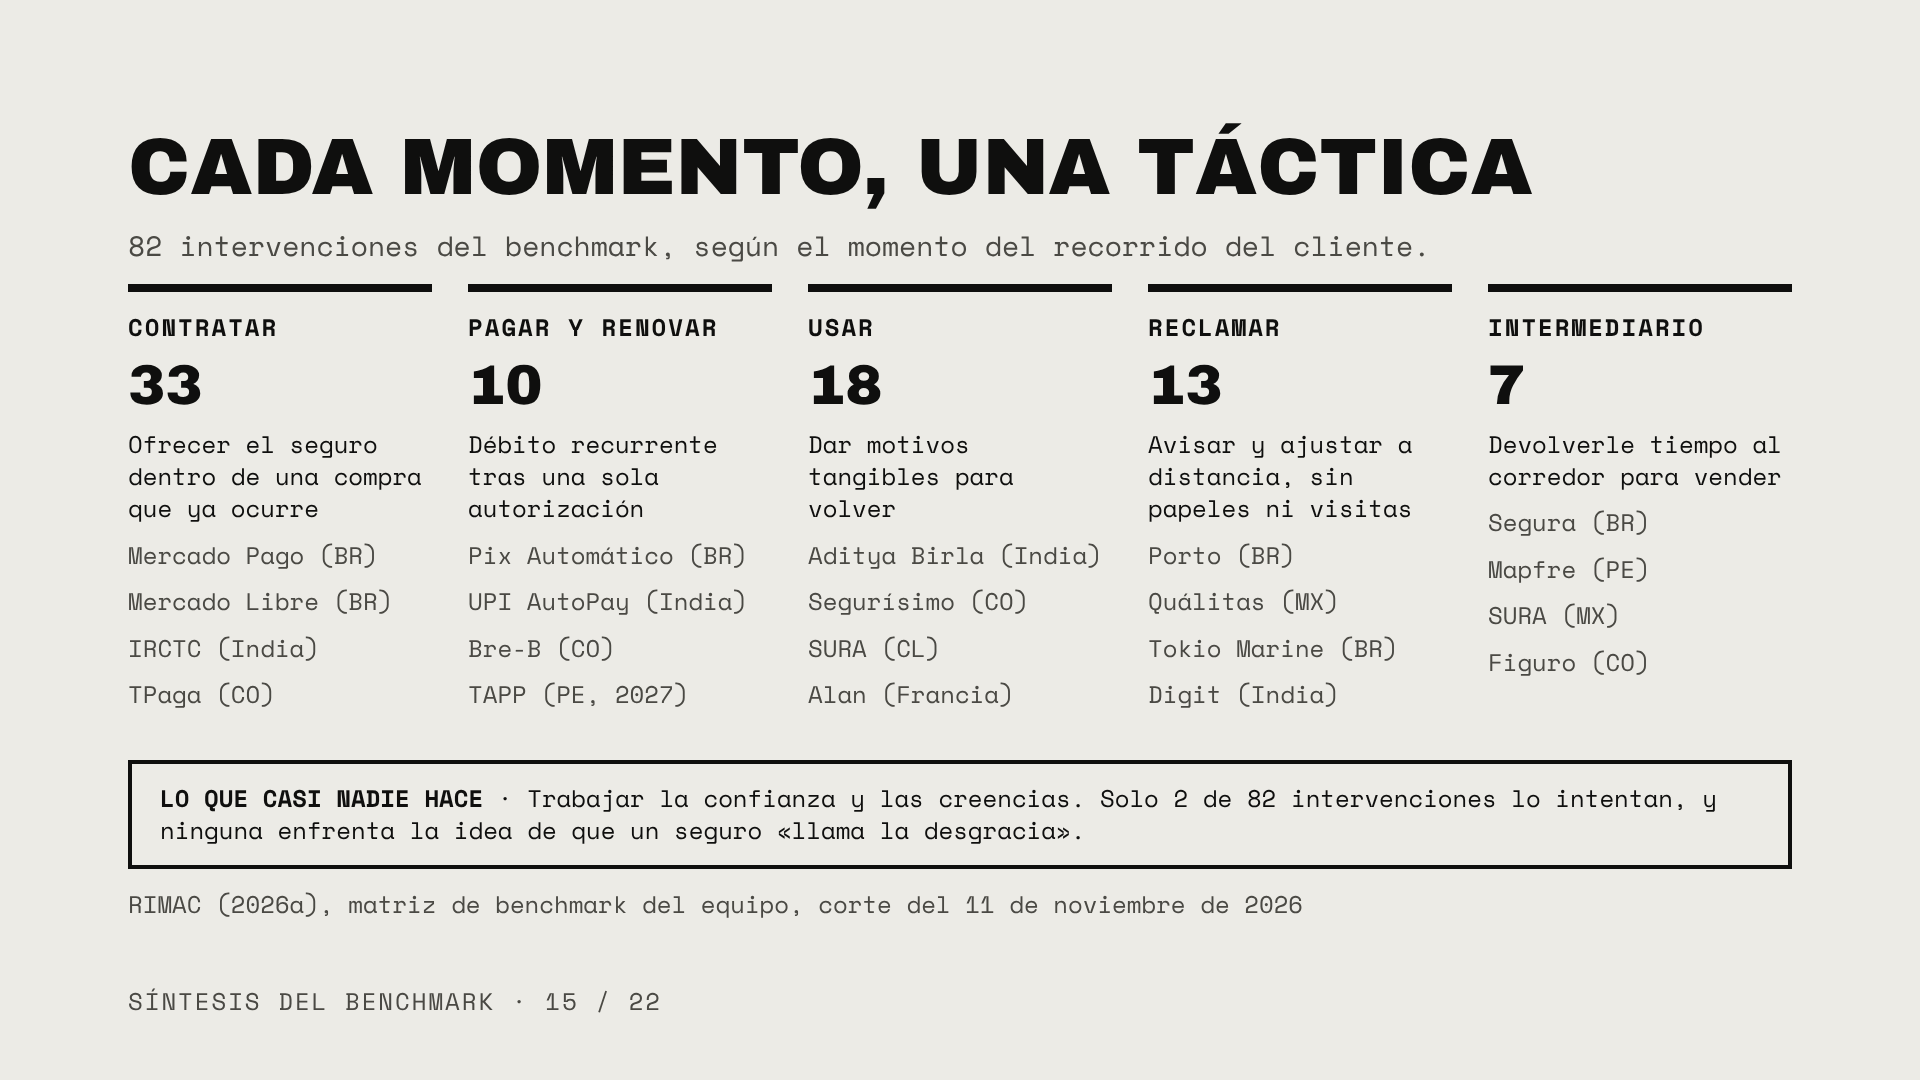 CADA MOMENTO, UNA TÁCTICA
82 intervenciones del benchmark, según el momento del recorrido del cliente.
CONTRATAR
33
Ofrecer el seguro
dentro de una compra
que ya ocurre
Mercado Pago (BR)
Mercado Libre (BR)
IRCTC (India)
TPaga (CO)
PAGAR Y RENOVAR
10
Débito recurrente
tras una sola
autorización
Pix Automático (BR)
UPI AutoPay (India)
Bre-B (CO)
TAPP (PE, 2027)
USAR
18
Dar motivos
tangibles para
volver
Aditya Birla (India)
Segurísimo (CO)
SURA (CL)
Alan (Francia)
RECLAMAR
13
Avisar y ajustar a
distancia, sin
papeles ni visitas
Porto (BR)
Quálitas (MX)
Tokio Marine (BR)
Digit (India)
INTERMEDIARIO
7
Devolverle tiempo al
corredor para vender
Segura (BR)
Mapfre (PE)
SURA (MX)
Figuro (CO)
LO QUE CASI NADIE HACE · Trabajar la confianza y las creencias. Solo 2 de 82 intervenciones lo intentan, y
ninguna enfrenta la idea de que un seguro «llama la desgracia».
RIMAC (2026a), matriz de benchmark del equipo, corte del 11 de noviembre de 2026
SÍNTESIS DEL BENCHMARK · 15 / 22